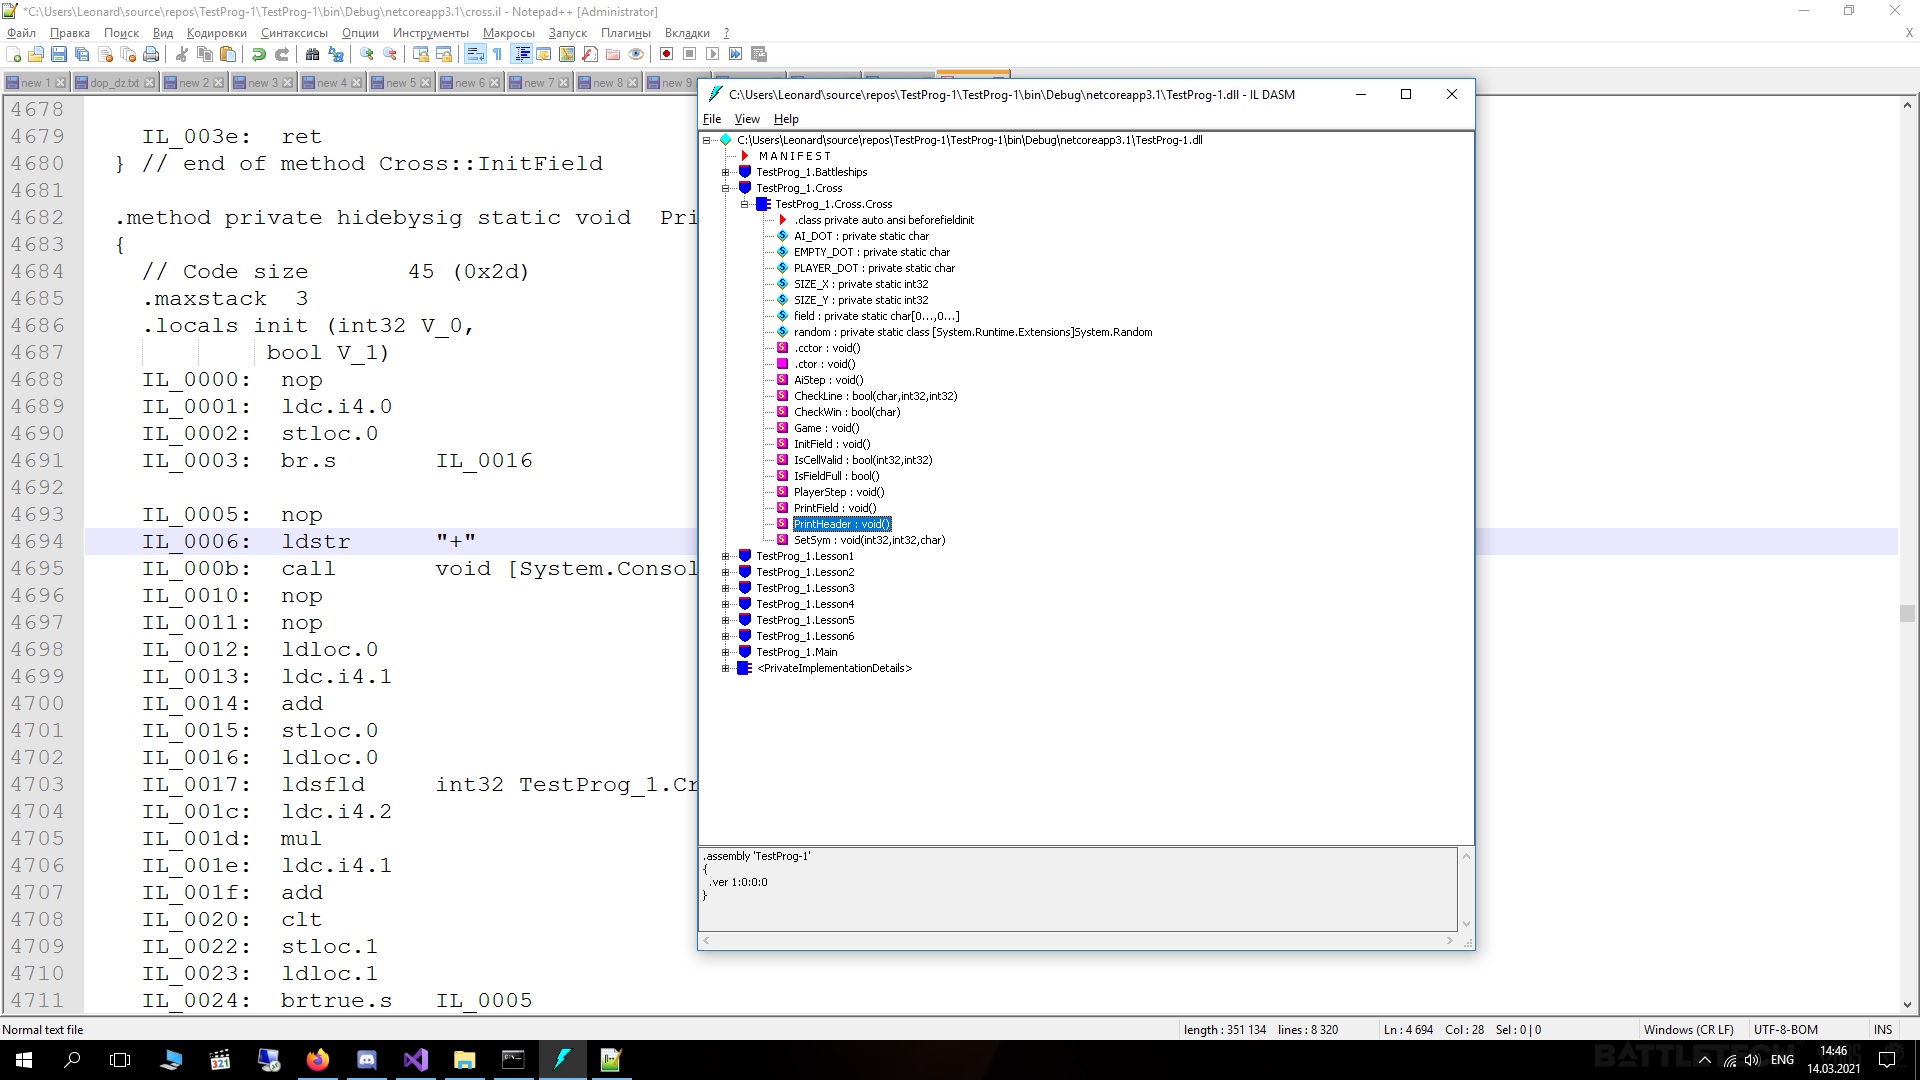 *C:\Users\Leonard\source\repos\TestProg-1\TestProg-1\bin\Debug\netcoreapp3.1\cross.il - Notepad++ [Administrator]
Файл Правка Поиск Вид Кодировки Синтаксисы Опции Инструменты Макросы Запуск Плагины Вкладки ? X
new 1 dop_dz.txt new 2 new 3 new 4 new 5 new 6 new 7 new 8 new 9
4678
4679 IL_003e: ret
4680 } // end of method Cross::InitField
4681
4682 .method private hidebysig static void Pri
4683 {
4684 // Code size 45 (0x2d)
4685 .maxstack 3
4686 .locals init (int32 V_0,
4687 bool V_1)
4688 IL_0000: nop
4689 IL_0001: ldc.i4.0
4690 IL_0002: stloc.0
4691 IL_0003: br.s IL_0016
4692
4693 IL_0005: nop
4694 IL_0006: ldstr "+"
4695 IL_000b: call void [System.Consol
4696 IL_0010: nop
4697 IL_0011: nop
4698 IL_0012: ldloc.0
4699 IL_0013: ldc.i4.1
4700 IL_0014: add
4701 IL_0015: stloc.0
4702 IL_0016: ldloc.0
4703 IL_0017: ldsfld int32 TestProg_1.Cr
4704 IL_001c: ldc.i4.2
4705 IL_001d: mul
4706 IL_001e: ldc.i4.1
4707 IL_001f: add
4708 IL_0020: clt
4709 IL_0022: stloc.1
4710 IL_0023: ldloc.1
4711 IL_0024: brtrue.s IL_0005
C:\Users\Leonard\source\repos\TestProg-1\TestProg-1\bin\Debug\netcoreapp3.1\TestProg-1.dll - IL DASM
File View Help
C:\Users\Leonard\source\repos\TestProg-1\TestProg-1\bin\Debug\netcoreapp3.1\TestProg-1.dll
M A N I F E S T
TestProg_1.Battleships
TestProg_1.Cross
TestProg_1.Cross.Cross
.class private auto ansi beforefieldinit
AI_DOT : private static char
EMPTY_DOT : private static char
PLAYER_DOT : private static char
SIZE_X : private static int32
SIZE_Y : private static int32
field : private static char[0...,0...]
random : private static class [System.Runtime.Extensions]System.Random
.cctor : void()
.ctor : void()
AiStep : void()
CheckLine : bool(char,int32,int32)
CheckWin : bool(char)
Game : void()
InitField : void()
IsCellValid : bool(int32,int32)
IsFieldFull : bool()
PlayerStep : void()
PrintField : void()
PrintHeader : void()
SetSym : void(int32,int32,char)
TestProg_1.Lesson1
TestProg_1.Lesson2
TestProg_1.Lesson3
TestProg_1.Lesson4
TestProg_1.Lesson5
TestProg_1.Lesson6
TestProg_1.Main
<PrivateImplementationDetails>
.assembly 'TestProg-1'
{
.ver 1:0:0:0
}
Normal text file length : 351 134 lines : 8 320 Ln : 4 694 Col : 28 Sel : 0 | 0 Windows (CR LF) UTF-8-BOM INS
321
ENG
14:46
14.03.2021